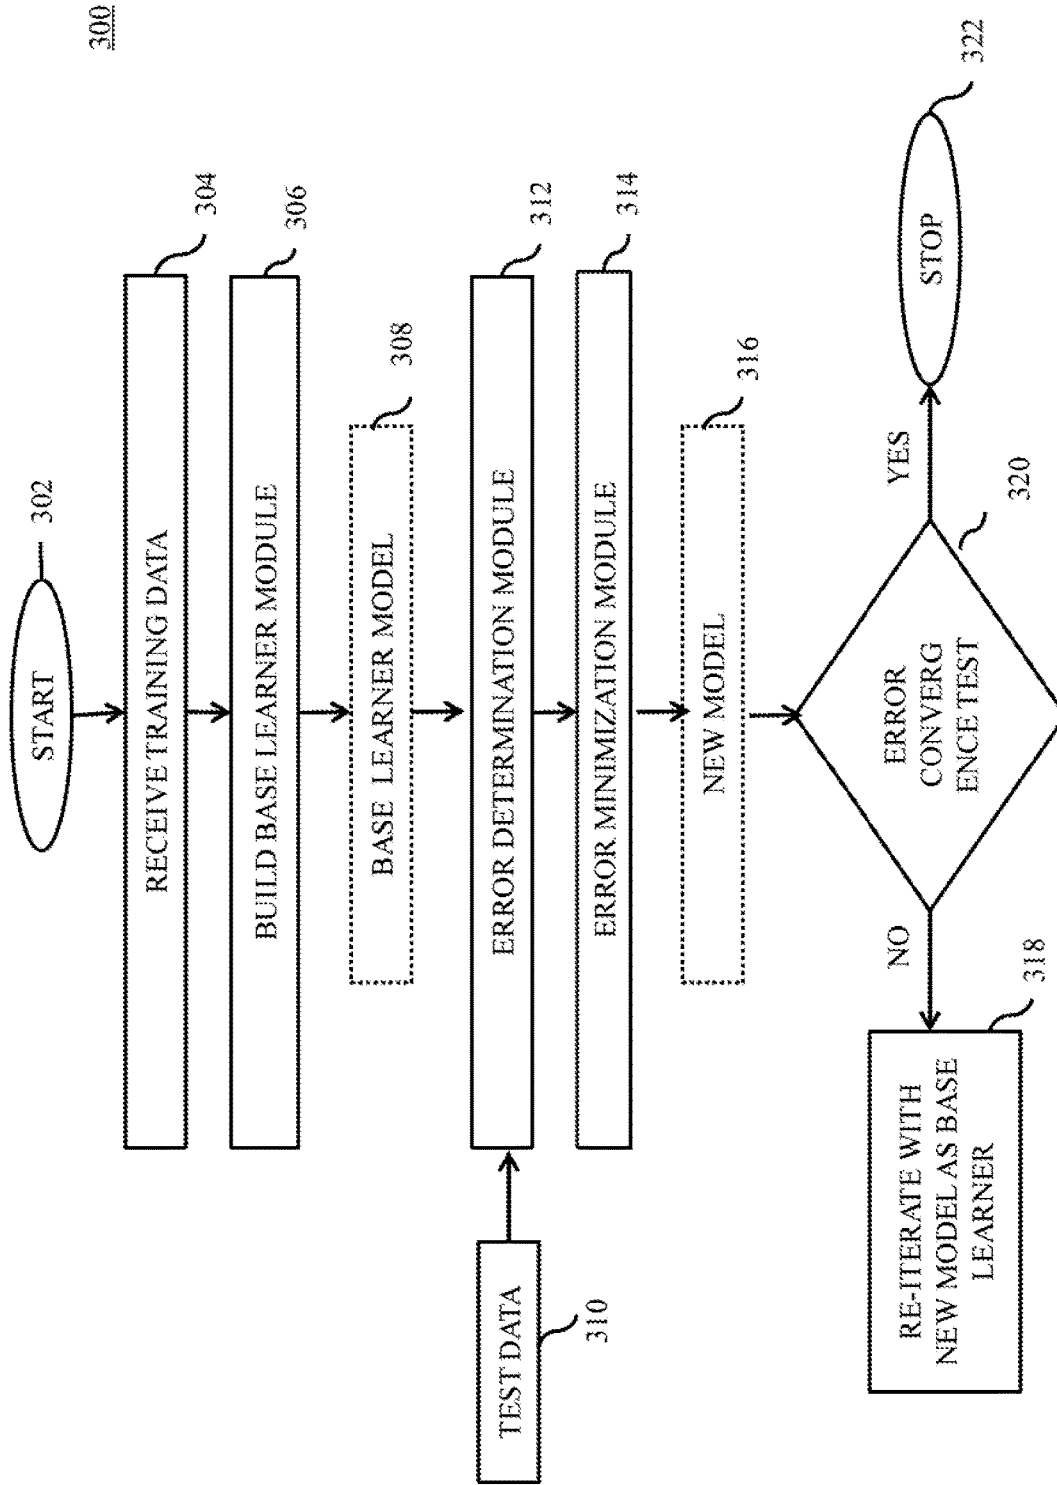 300
START
302
RECEIVE TRAINING DATA
304
BUILD BASE LEARNER MODULE
306
BASE LEARNER MODEL
308
TEST DATA
310
ERROR DETERMINATION MODULE
312
ERROR MINIMIZATION MODULE
314
NEW MODEL
316
ERROR
CONVERG
ENCE TEST
320
NO
YES
RE-ITERATE WITH
NEW MODEL AS BASE
LEARNER
318
STOP
322